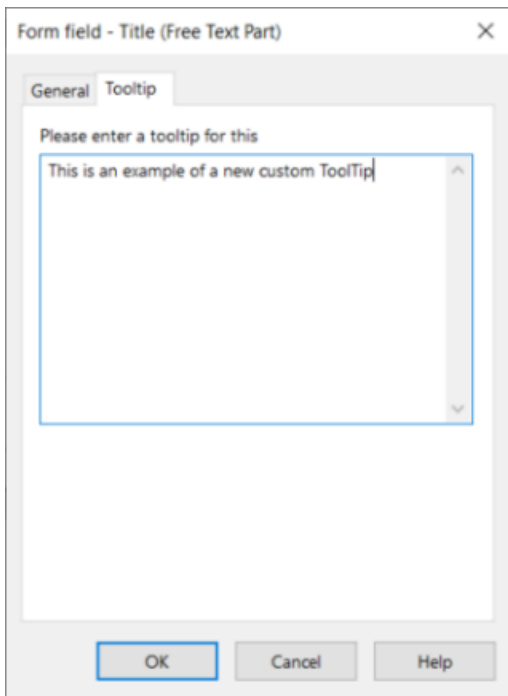 Form field - Title (Free Text Part)
General Tooltip
Please enter a tooltip for this
This is an example of a new custom ToolTip
OK Cancel Help